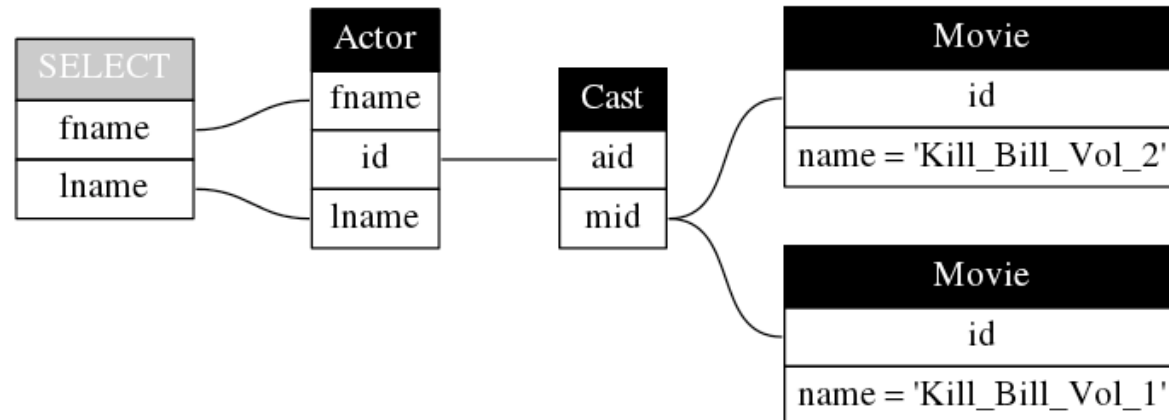 SELECT
fname
lname
Actor
fname
id
lname
Cast
aid
mid
Movie
id
name = 'Kill_Bill_Vol_2'
Movie
id
name = 'Kill_Bill_Vol_1'